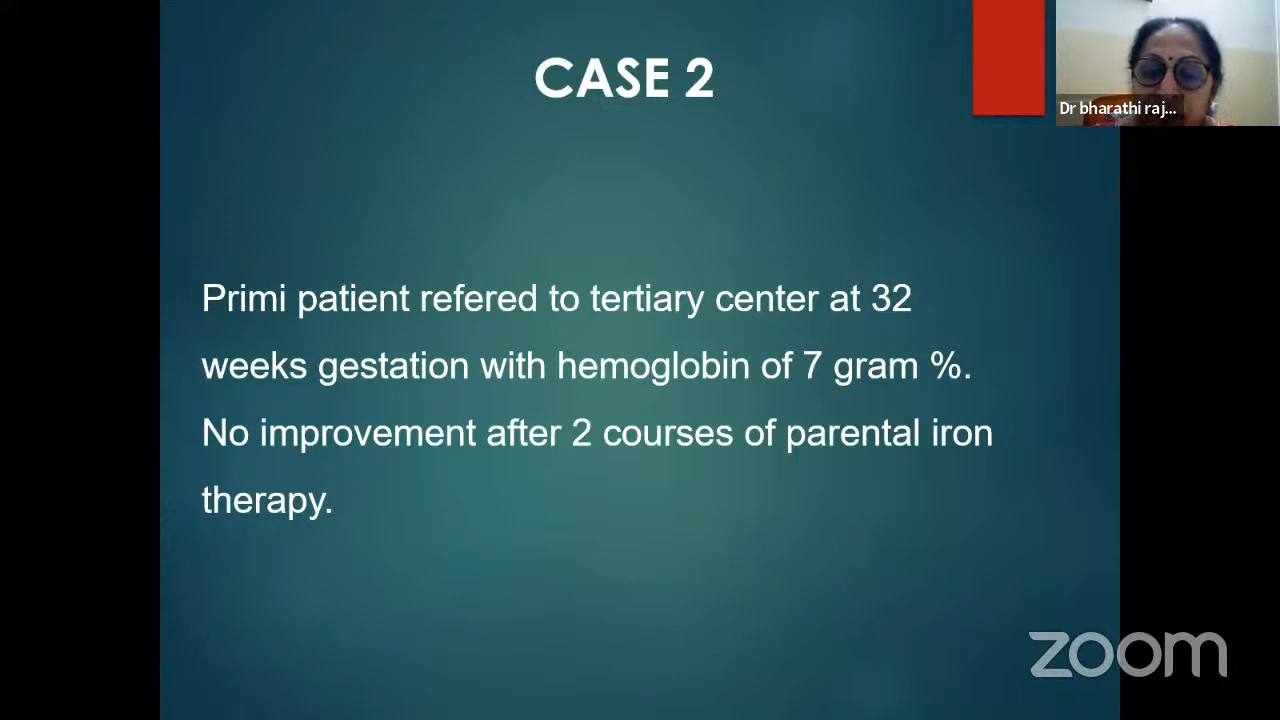 CASE 2
Dr bharathi raj...
Primi patient refered to tertiary center at 32
weeks gestation with hemoglobin of 7 gram %.
No improvement after 2 courses of parental iron
therapy.
zoom